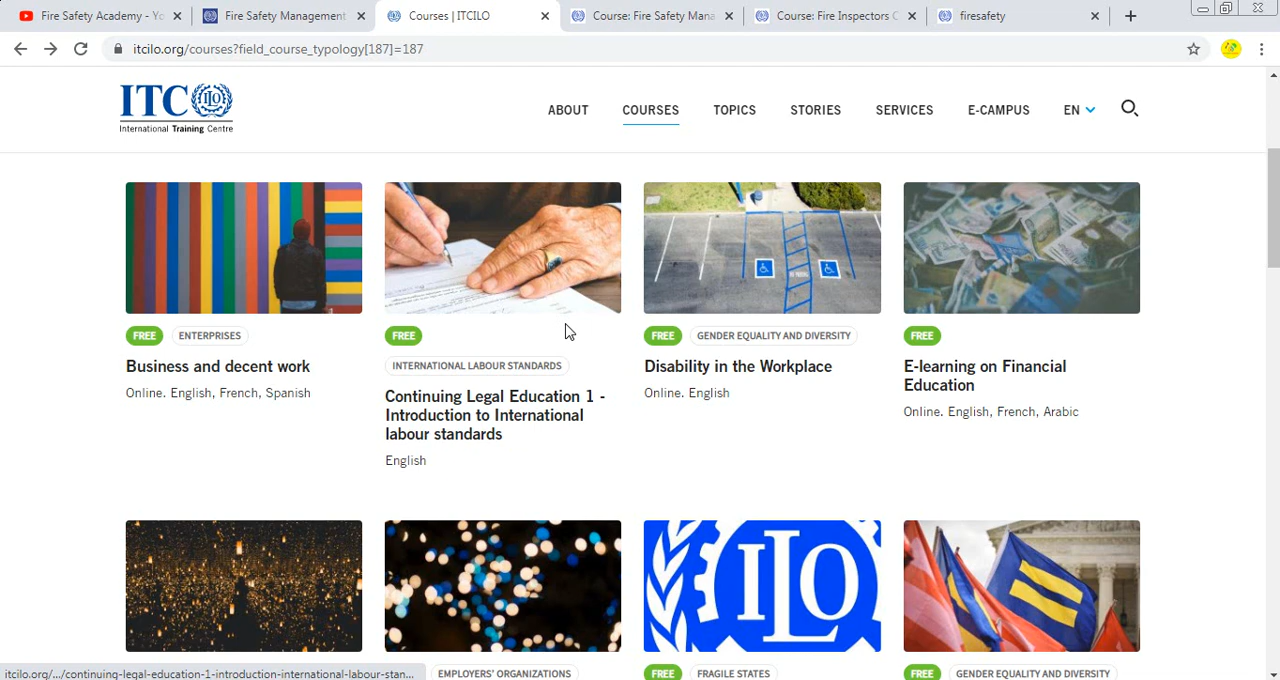 Fire Safety Academy - Yo
Fire Safety Management
Courses | ITCILO
Course: Fire Safety Mana
Course: Fire Inspectors C
firesafety
itcilo.org/courses?field_course_typology[187]=187
ITC ILO
International Training Centre
ABOUT
COURSES
TOPICS
STORIES
SERVICES
E-CAMPUS
EN
FREE
ENTERPRISES
Business and decent work
Online. English, French, Spanish
FREE
INTERNATIONAL LABOUR STANDARDS
Continuing Legal Education 1 -
Introduction to International
labour standards
English
FREE
GENDER EQUALITY AND DIVERSITY
Disability in the Workplace
Online. English
FREE
E-learning on Financial
Education
Online. English, French, Arabic
ILO
EMPLOYERS' ORGANIZATIONS
FREE
FRAGILE STATES
FREE
GENDER EQUALITY AND DIVERSITY
itcilo.org/.../continuing-legal-education-1-introduction-international-labour-stan...